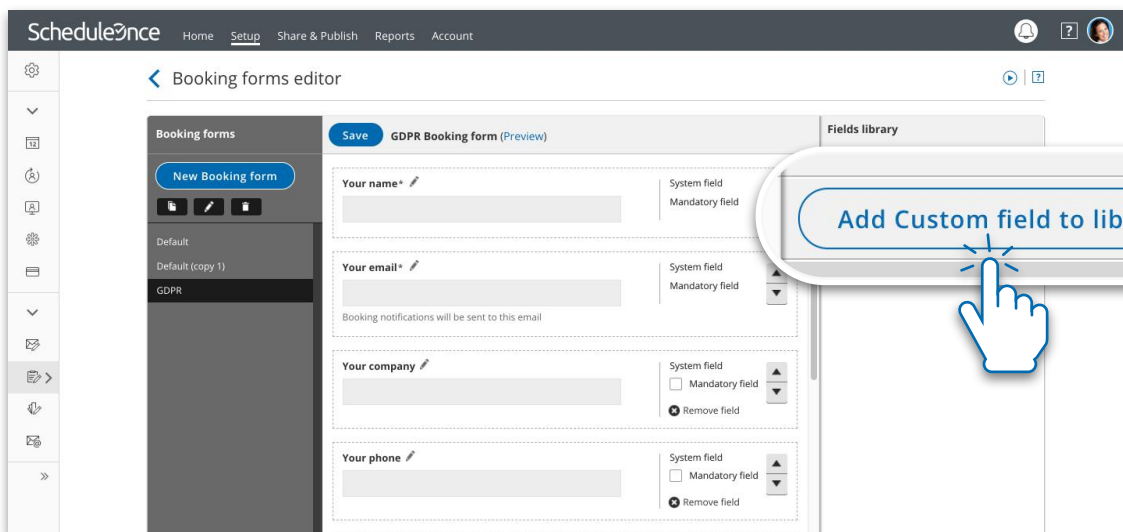 ScheduleOnce Home Setup Share & Publish Reports Account ?
Booking forms editor ?
12
Booking forms
Save GDPR Booking form (Preview)
Fields library
New Booking form
Default
Default (copy 1)
GDPR
Your name*
System field
Mandatory field
Add Custom field to lib
Your email*
System field
Mandatory field
Booking notifications will be sent to this email
Your company
System field
Mandatory field
Remove field
Your phone
System field
Mandatory field
Remove field